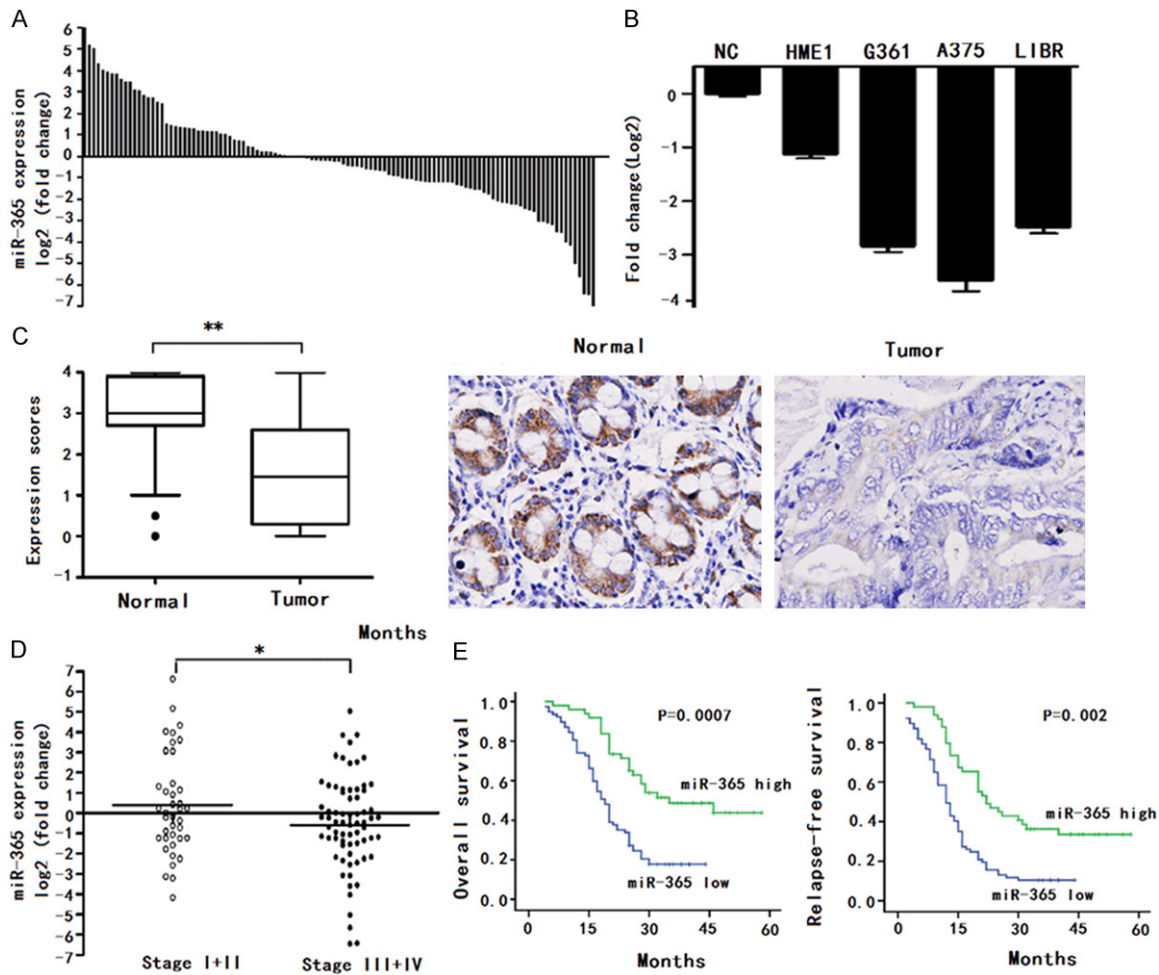 A
miR-365 expression
log2 (fold change)
6
5
4
3
2
1
0
-1
-2
-3
-4
-5
-6
-7
B
NC HME1 G361 A375 LIBR
Fold change(Log2)
0
-1
-2
-3
-4
C
**
Expression scores
4
3
2
1
0
-1
Normal Tumor
Normal Tumor
Months
D
*
miR-365 expression
log2 (fold change)
7
6
5
4
3
2
1
0
-1
-2
-3
-4
-5
-6
-7
Stage I+II Stage III+IV
E
Overall survival
1.0
0.8
0.6
0.4
0.2
0.0
P=0.0007
miR-365 high
miR-365 low
0 15 30 45 60
Months
Relapse-free survival
1.0
0.8
0.6
0.4
0.2
0.0
P=0.002
miR-365 high
miR-365 low
0 15 30 45 60
Months